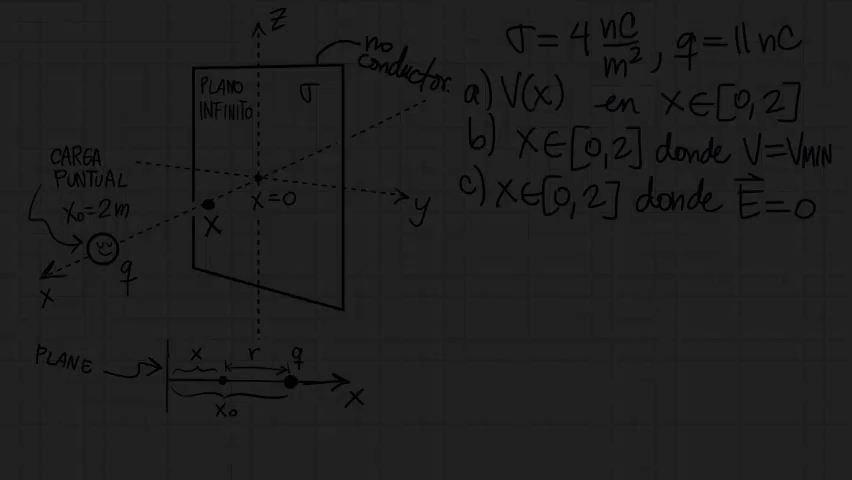 Z
no
conductor.
PLANO
INFINITO
σ
CARGA
PUNTUAL
x₀=2m
x=0
X
y
q
x
PLANE
x
r
q
x₀
X
σ = 4 nC/m², q = 11 nC
a) V(x) en x∈[0,2]
b) x∈[0,2] donde V=VMIN
c) x∈[0,2] donde E⃗=0